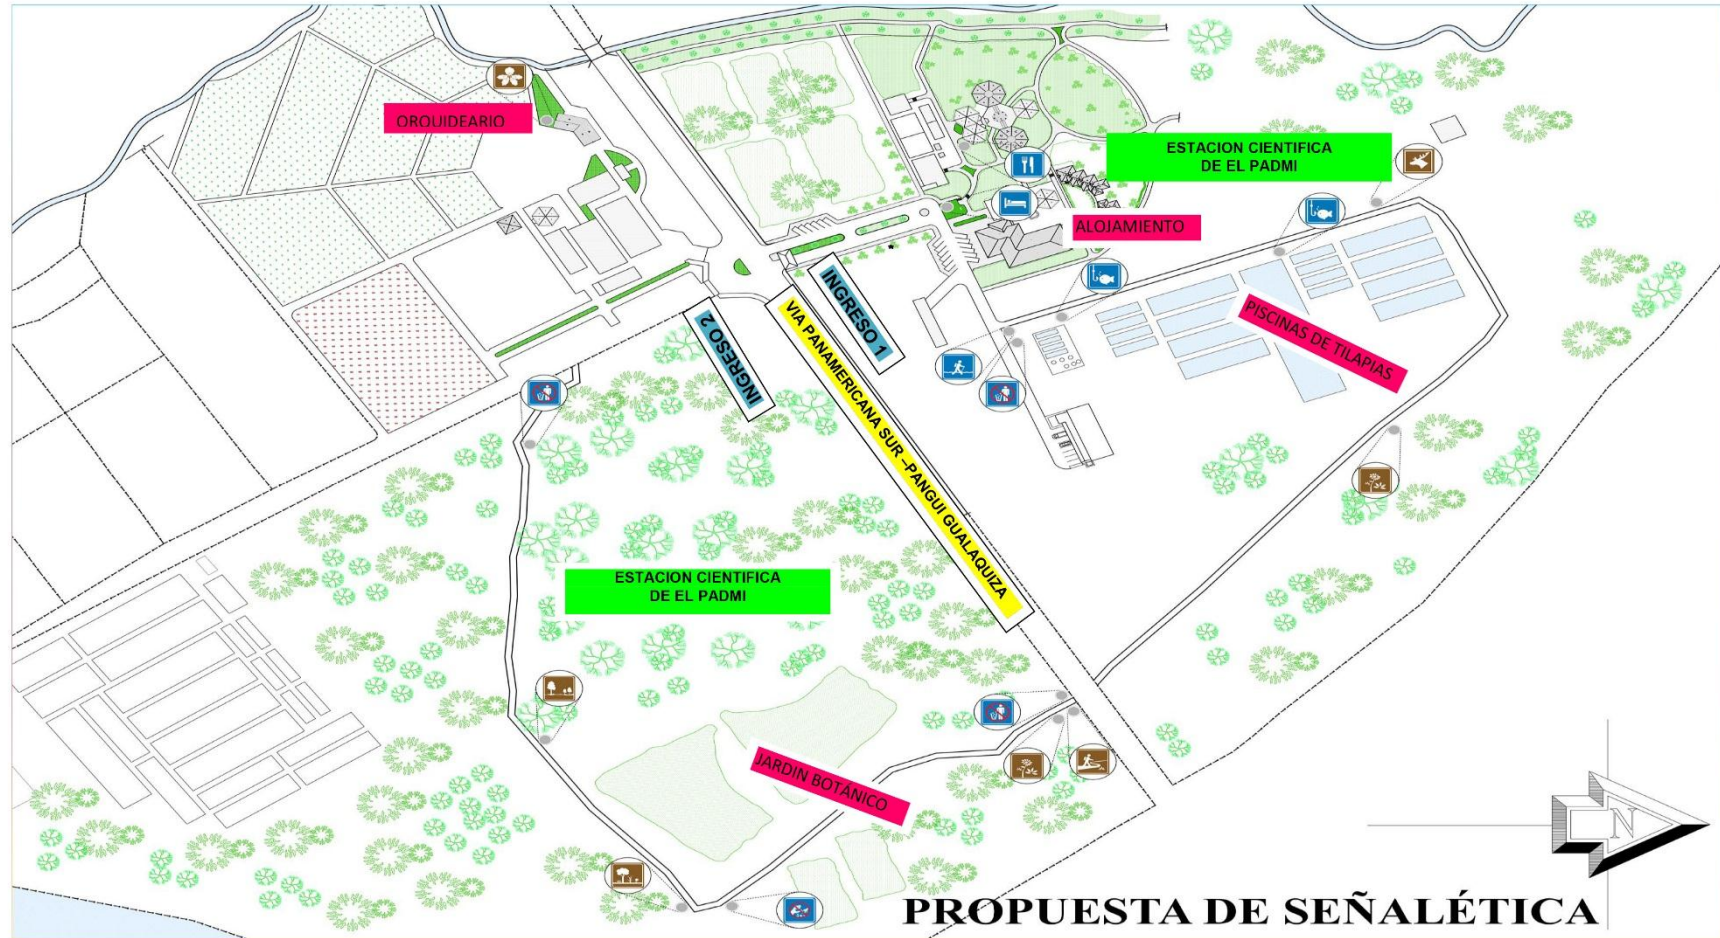 OROUIDEARIO
ESTACION CIENTIFICA
DE EL PADMI
ALOJAMIENTO
INGRESO 1
INGRESO 2
VIA PANAMERICANA SUR –PANGUI GUALAQUIZA
PISCINAS DE TILAPIAS
ESTACION CIENTIFICA
DE EL PADMI
JARDIN BOTÁNICO
N
PROPUESTA DE SEÑALÉTICA